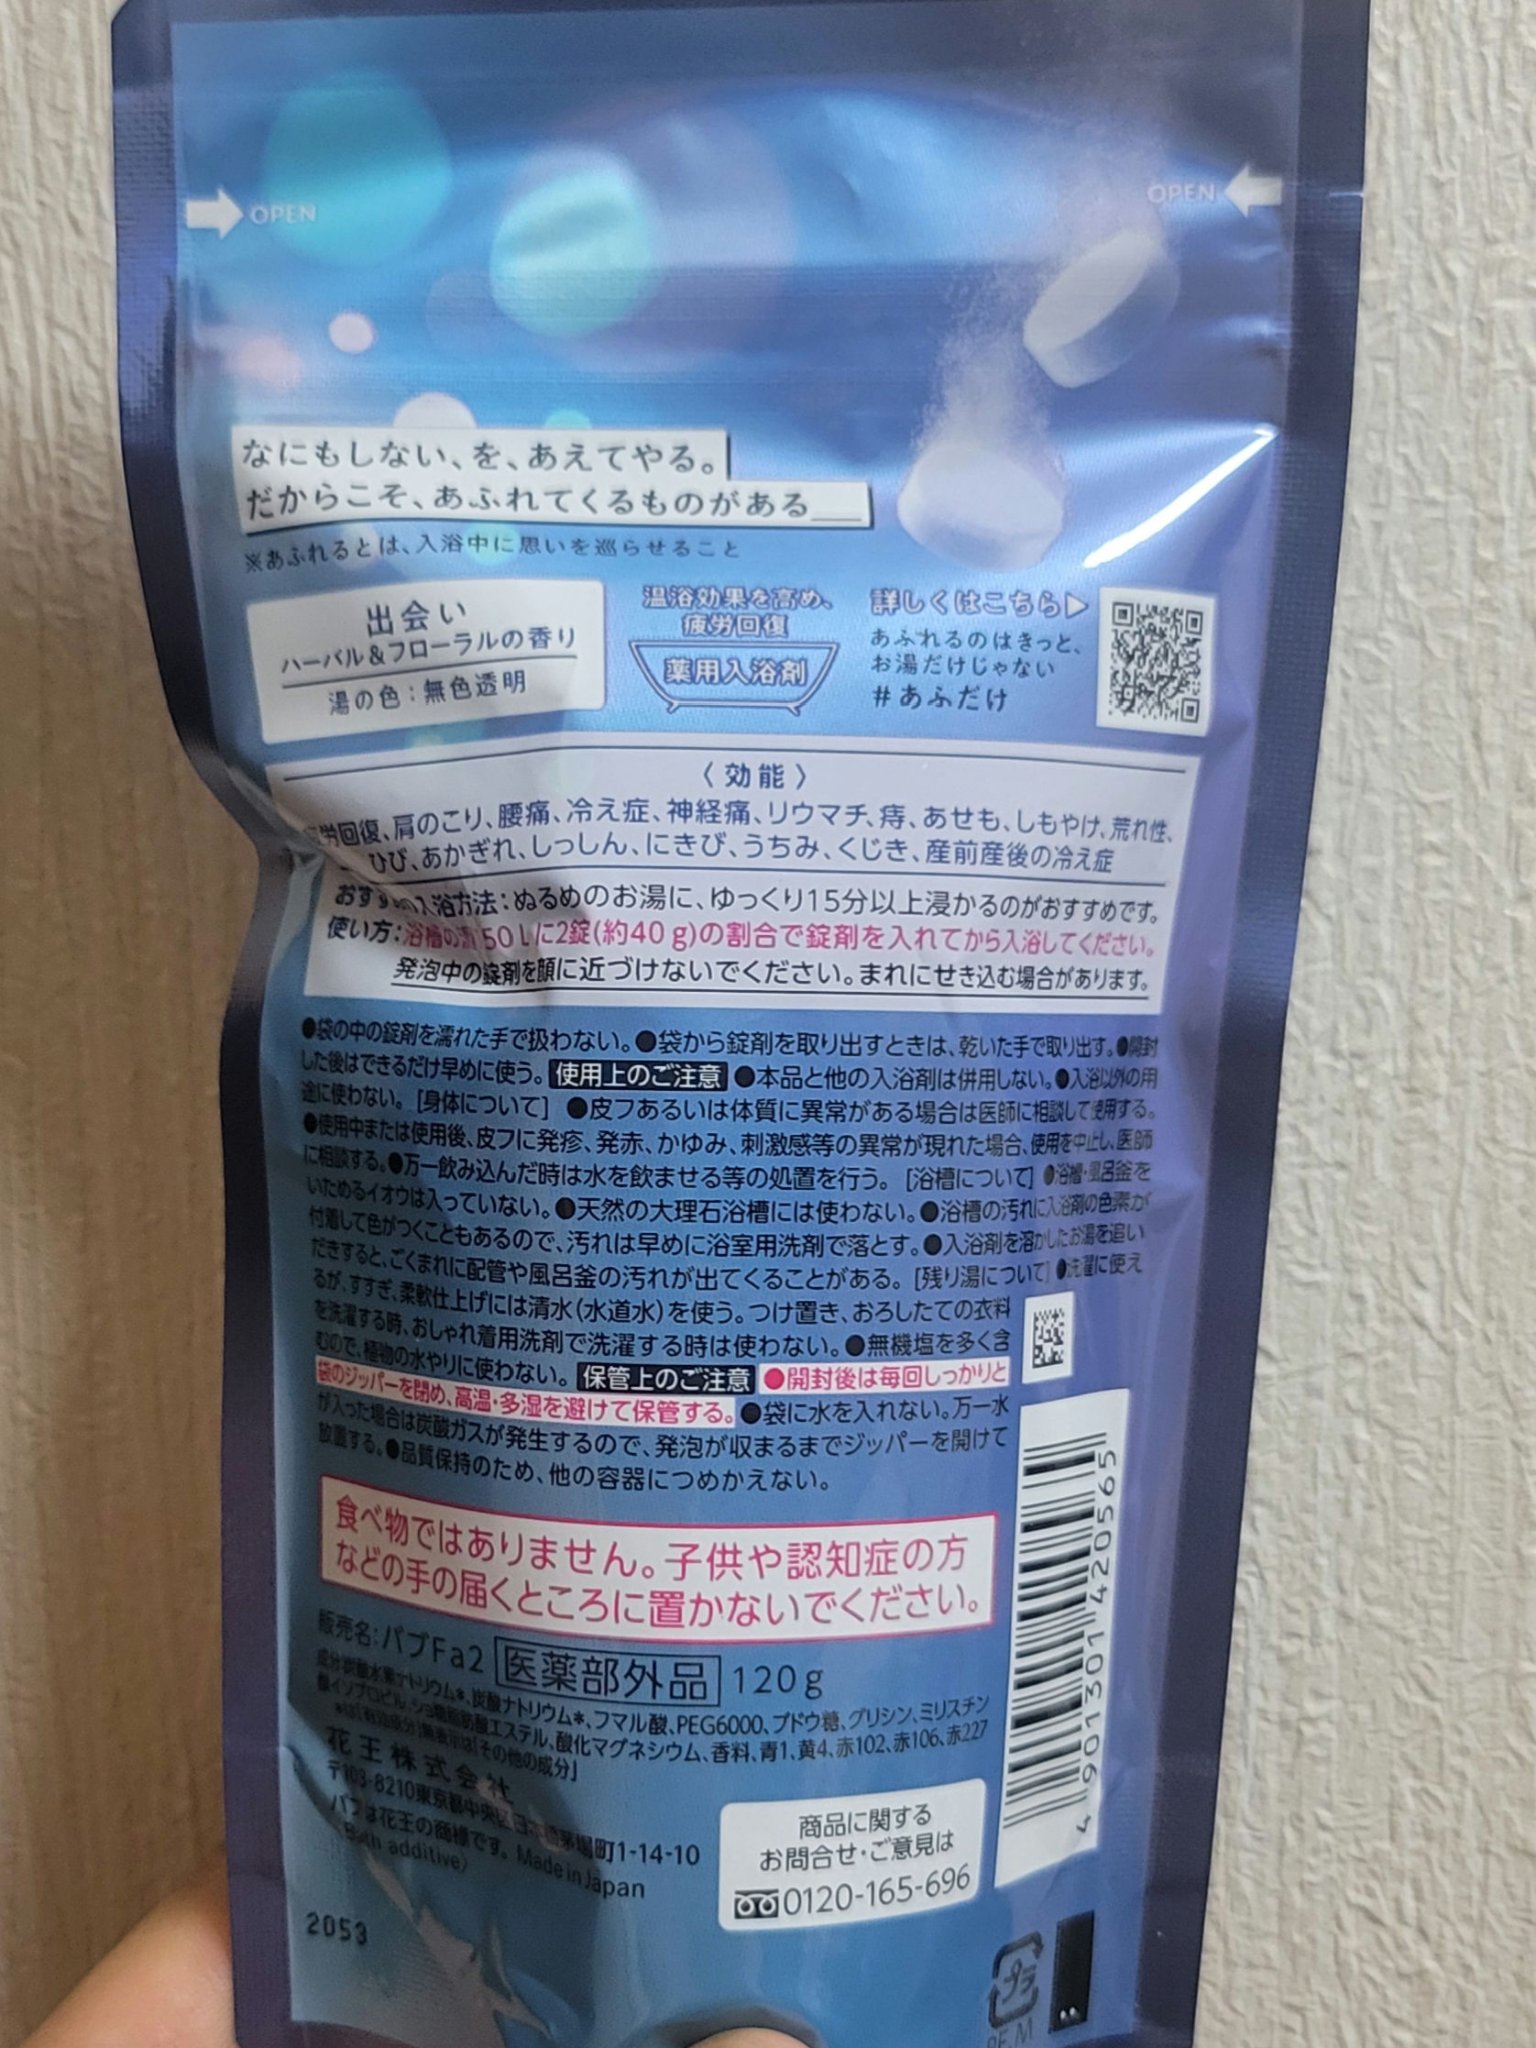 OPEN
OPEN
なにもしない、を、あえてやる。
だからこそ、あふれてくるものがある
※あふれるとは、入浴中に思いを巡らせること
出会い
ハーバル&フローラルの香り
湯の色：無色透明
温浴効果を高め、
疲労回復
薬用入浴剤
詳しくはこちら▶
あふれるのはきっと、
お湯だけじゃない
#あふだけ
〈効能〉
労回復、肩のこり、腰痛、冷え症、神経痛、リウマチ、痔、あせも、しもやけ、荒れ性、
ひび、あかぎれ、しっしん、にきび、うちみ、くじき、産前産後の冷え症
おすすめ入浴方法：ぬるめのお湯に、ゆっくり15分以上浸かるのがおすすめです。
使い方：浴槽の湯150Lに2錠(約40g)の割合で錠剤を入れてから入浴してください。
発泡中の錠剤を顔に近づけないでください。まれにせき込む場合があります。
●袋の中の錠剤を濡れた手で扱わない。●袋から錠剤を取り出すときは、乾いた手で取り出す。●開封
した後はできるだけ早めに使う。使用上のご注意●本品と他の入浴剤は併用しない。●入浴以外の用
途に使わない。[身体について]●皮フあるいは体質に異常がある場合は医師に相談して使用する。
●使用中または使用後、皮フに発疹、発赤、かゆみ、刺激感等の異常が現れた場合、使用を中止し、医師
に相談する。●万一飲み込んだ時は水を飲ませる等の処置を行う。[浴槽について]●浴槽・風呂釜を
いためるイオウは入っていない。●天然の大理石浴槽には使わない。●浴槽の汚れに入浴剤の色素が
付着して色がつくこともあるので、汚れは早めに浴室用洗剤で落とす。●入浴剤を溶かしたお湯を追い
だきすると、ごくまれに配管や風呂釜の汚れが出てくることがある。[残り湯について]●洗濯に使え
るが、すすぎ、柔軟仕上げには清水(水道水)を使う。つけ置き、おろしたての衣料
を洗濯する時、おしゃれ着用洗剤で洗濯する時は使わない。●無機塩を多く含
むので、植物の水やりに使わない。保管上のご注意●開封後は毎回しっかりと
袋のジッパーを閉め、高温・多湿を避けて保管する。●袋に水を入れない。万一水
が入った場合は炭酸ガスが発生するので、発泡が収まるまでジッパーを開けて
放置する。●品質保持のため、他の容器につめかえない。
食べ物ではありません。子供や認知症の方
などの手の届くところに置かないでください。
販売名：バブFa2 医薬部外品 120g
成分：炭酸水素ナトリウム*、炭酸ナトリウム*、フマル酸、PEG6000、ブドウ糖、グリシン、ミリスチン
酸イソプロピル、ショ糖脂肪酸エステル、酸化マグネシウム、香料、青1、黄4、赤102、赤106、赤227
*は「有効成分」無表示は「その他の成分」
花王株式会社
〒103-8210東京都中央区日本橋茅場町1-14-10
バブは花王の商標です。Made in Japan
(Bath additive)
商品に関する
お問合せ・ご意見は
0120-165-696
4 901301 420565
2053
プラ
PE,M